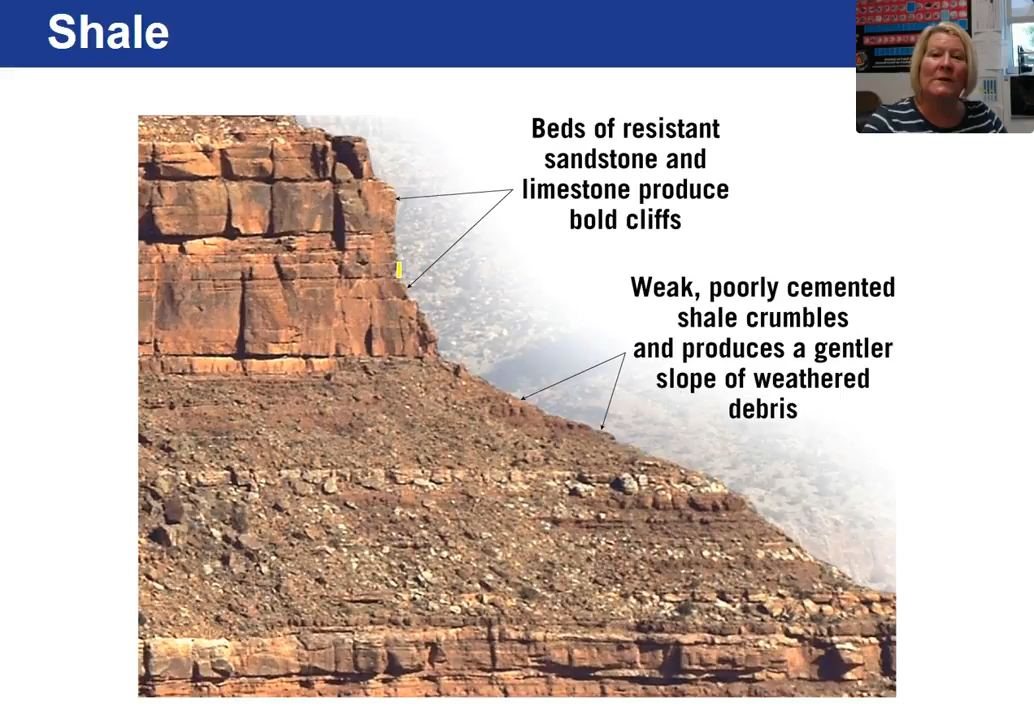 Shale
Beds of resistant
sandstone and
limestone produce
bold cliffs
Weak, poorly cemented
shale crumbles
and produces a gentler
slope of weathered
debris